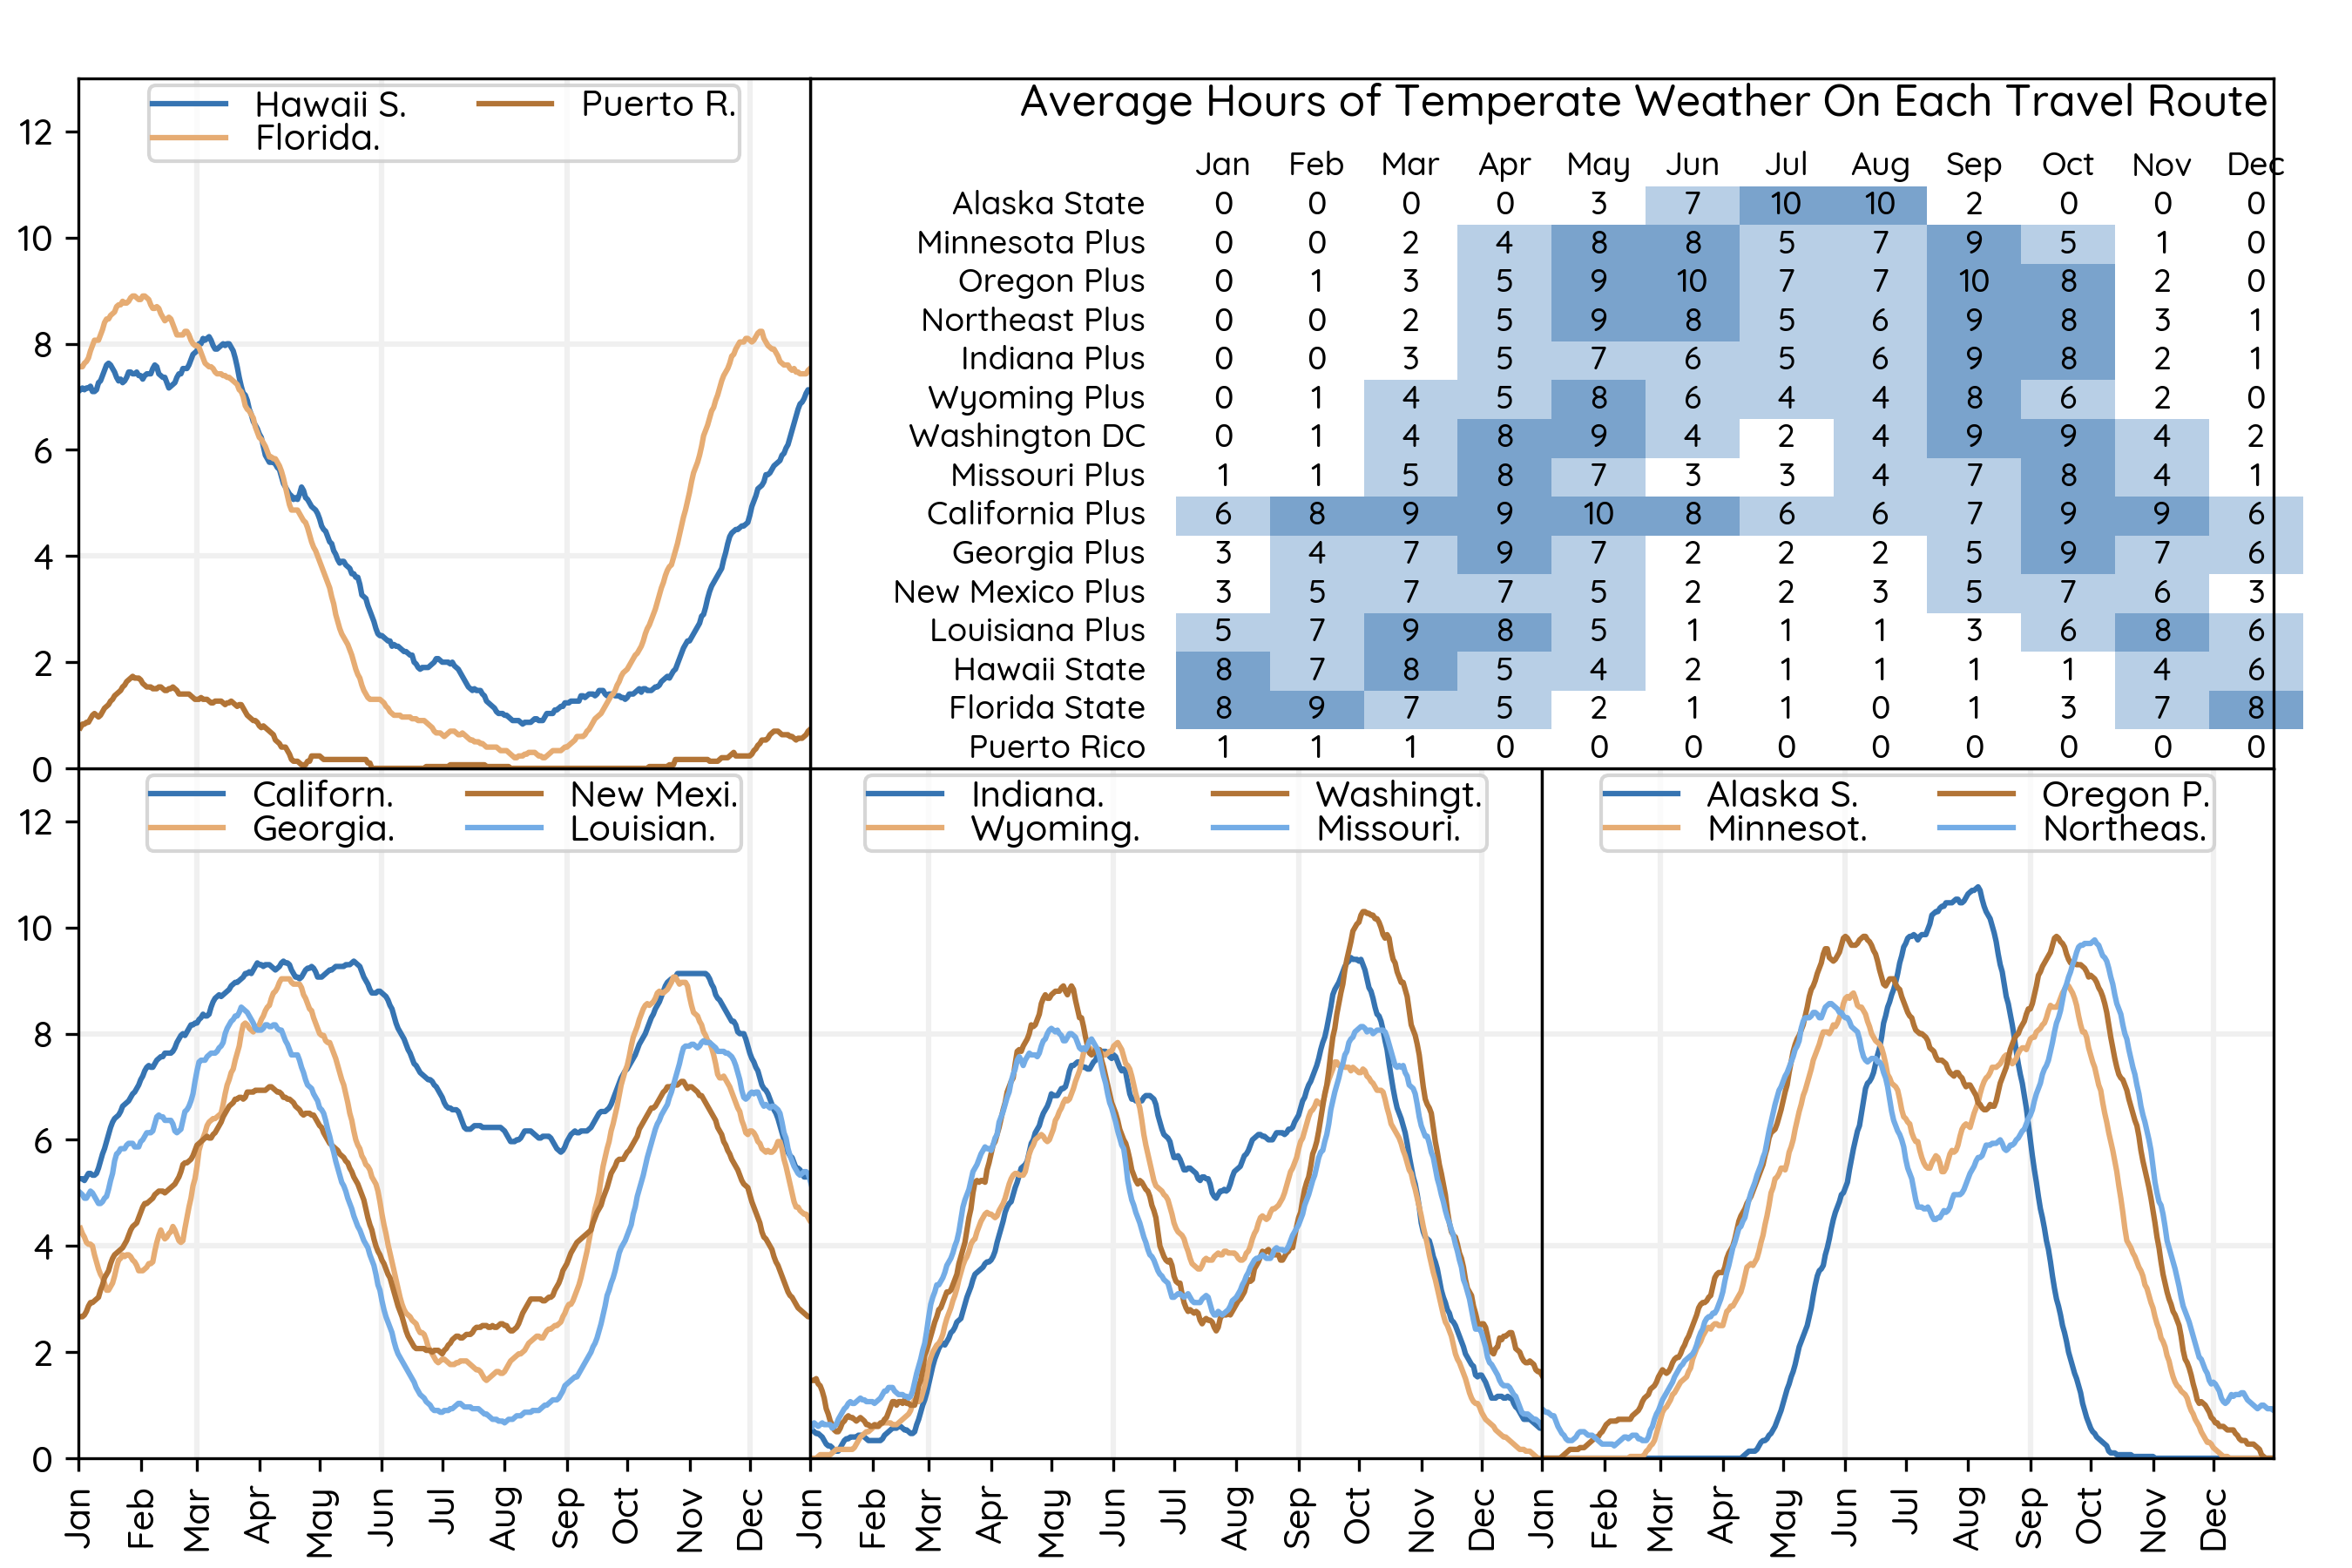 Hawaii S. Puerto R.
Florida.
12
10
8
6
4
2
0
Average Hours of Temperate Weather On Each Travel Route
Jan Feb Mar Apr May Jun Jul Aug Sep Oct Nov Dec
Alaska State 0 0 0 0 3 7 10 10 2 0 0 0
Minnesota Plus 0 0 2 4 8 8 5 7 9 5 1 0
Oregon Plus 0 1 3 5 9 10 7 7 10 8 2 0
Northeast Plus 0 0 2 5 9 8 5 6 9 8 3 1
Indiana Plus 0 0 3 5 7 6 5 6 9 8 2 1
Wyoming Plus 0 1 4 5 8 6 4 4 8 6 2 0
Washington DC 0 1 4 8 9 4 2 4 9 9 4 2
Missouri Plus 1 1 5 8 7 3 3 4 7 8 4 1
California Plus 6 8 9 9 10 8 6 6 7 9 9 6
Georgia Plus 3 4 7 9 7 2 2 2 5 9 7 6
New Mexico Plus 3 5 7 7 5 2 2 3 5 7 6 3
Louisiana Plus 5 7 9 8 5 1 1 1 3 6 8 6
Hawaii State 8 7 8 5 4 2 1 1 1 1 4 6
Florida State 8 9 7 5 2 1 1 0 1 3 7 8
Puerto Rico 1 1 1 0 0 0 0 0 0 0 0 0
Californ. New Mexi.
Georgia. Louisian.
12
10
8
6
4
2
0
Jan Feb Mar Apr May Jun Jul Aug Sep Oct Nov Dec
Indiana. Washingt.
Wyoming. Missouri.
Jan Feb Mar Apr May Jun Jul Aug Sep Oct Nov Dec
Alaska S. Oregon P.
Minnesot. Northeas.
Jan Feb Mar Apr May Jun Jul Aug Sep Oct Nov Dec